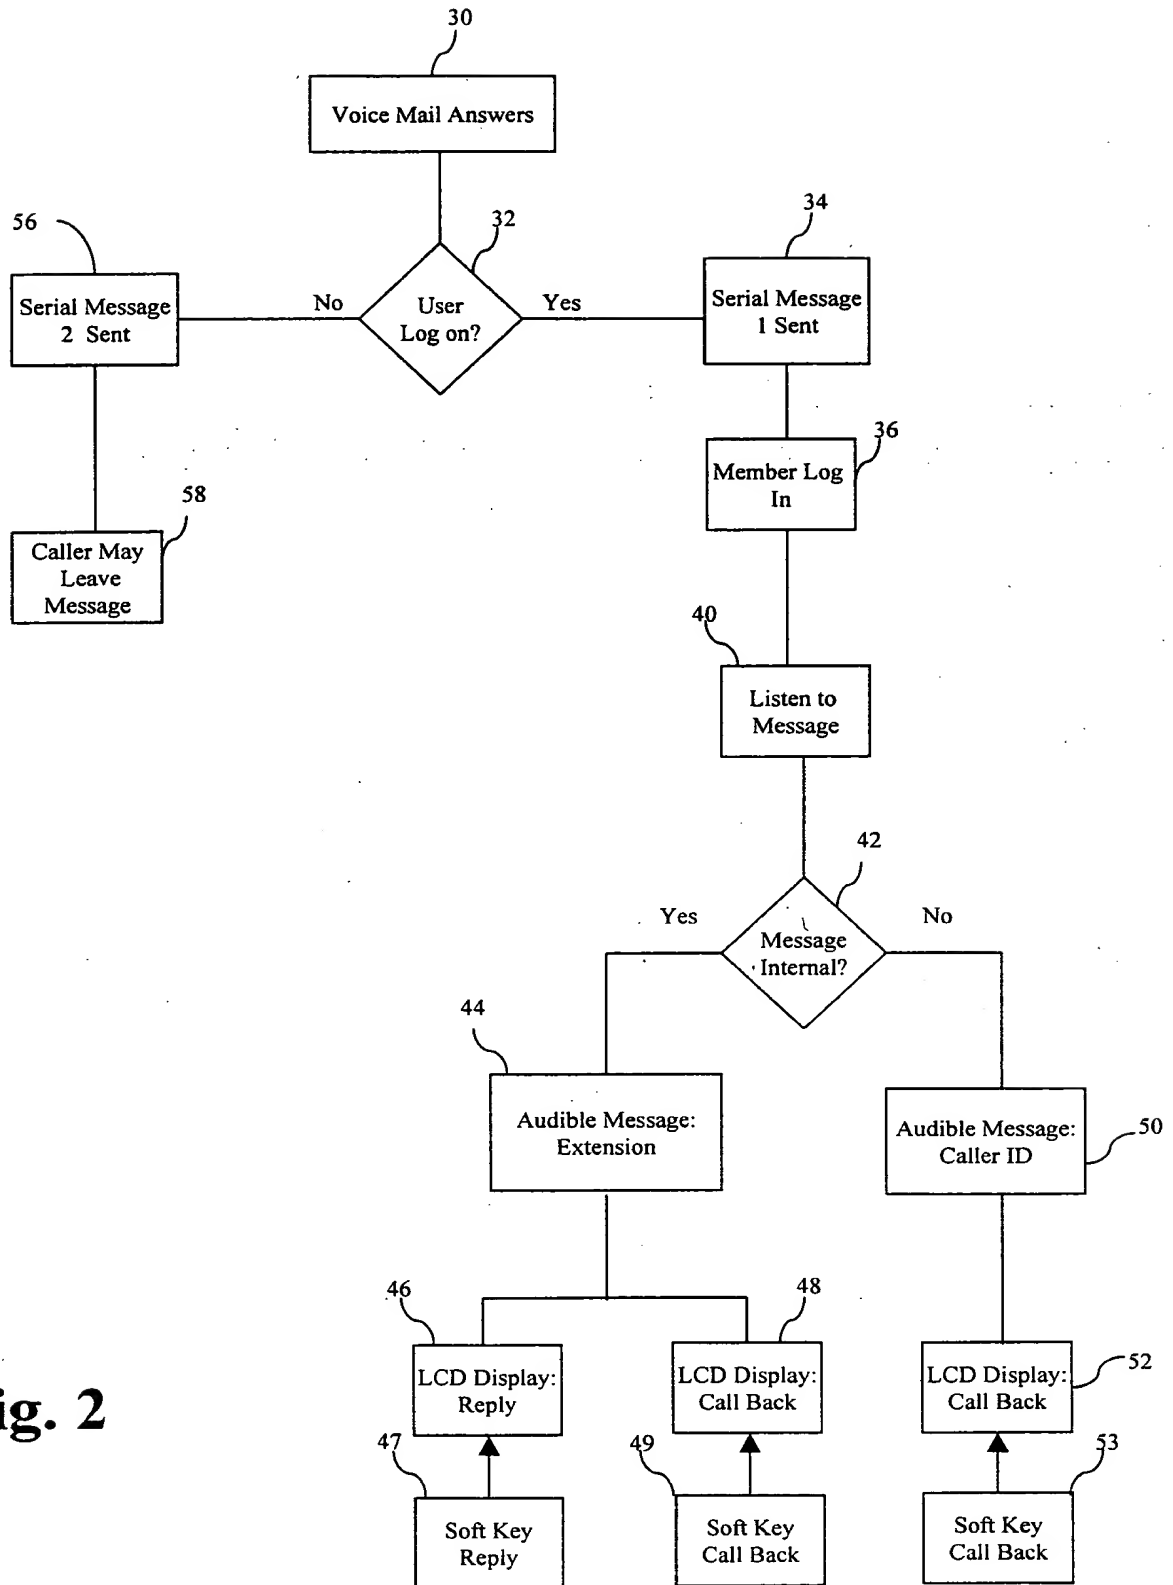 30
Voice Mail Answers
56
32
34
Serial Message
2 Sent
No
User
Log on?
Yes
Serial Message
1 Sent
36
Member Log
In
58
Caller May
Leave
Message
40
Listen to
Message
42
Yes
No
Message
Internal?
44
Audible Message:
Extension
Audible Message:
Caller ID
50
46
48
LCD Display:
Reply
LCD Display:
Call Back
LCD Display:
Call Back
52
ig. 2
47
49
53
Soft Key
Reply
Soft Key
Call Back
Soft Key
Call Back